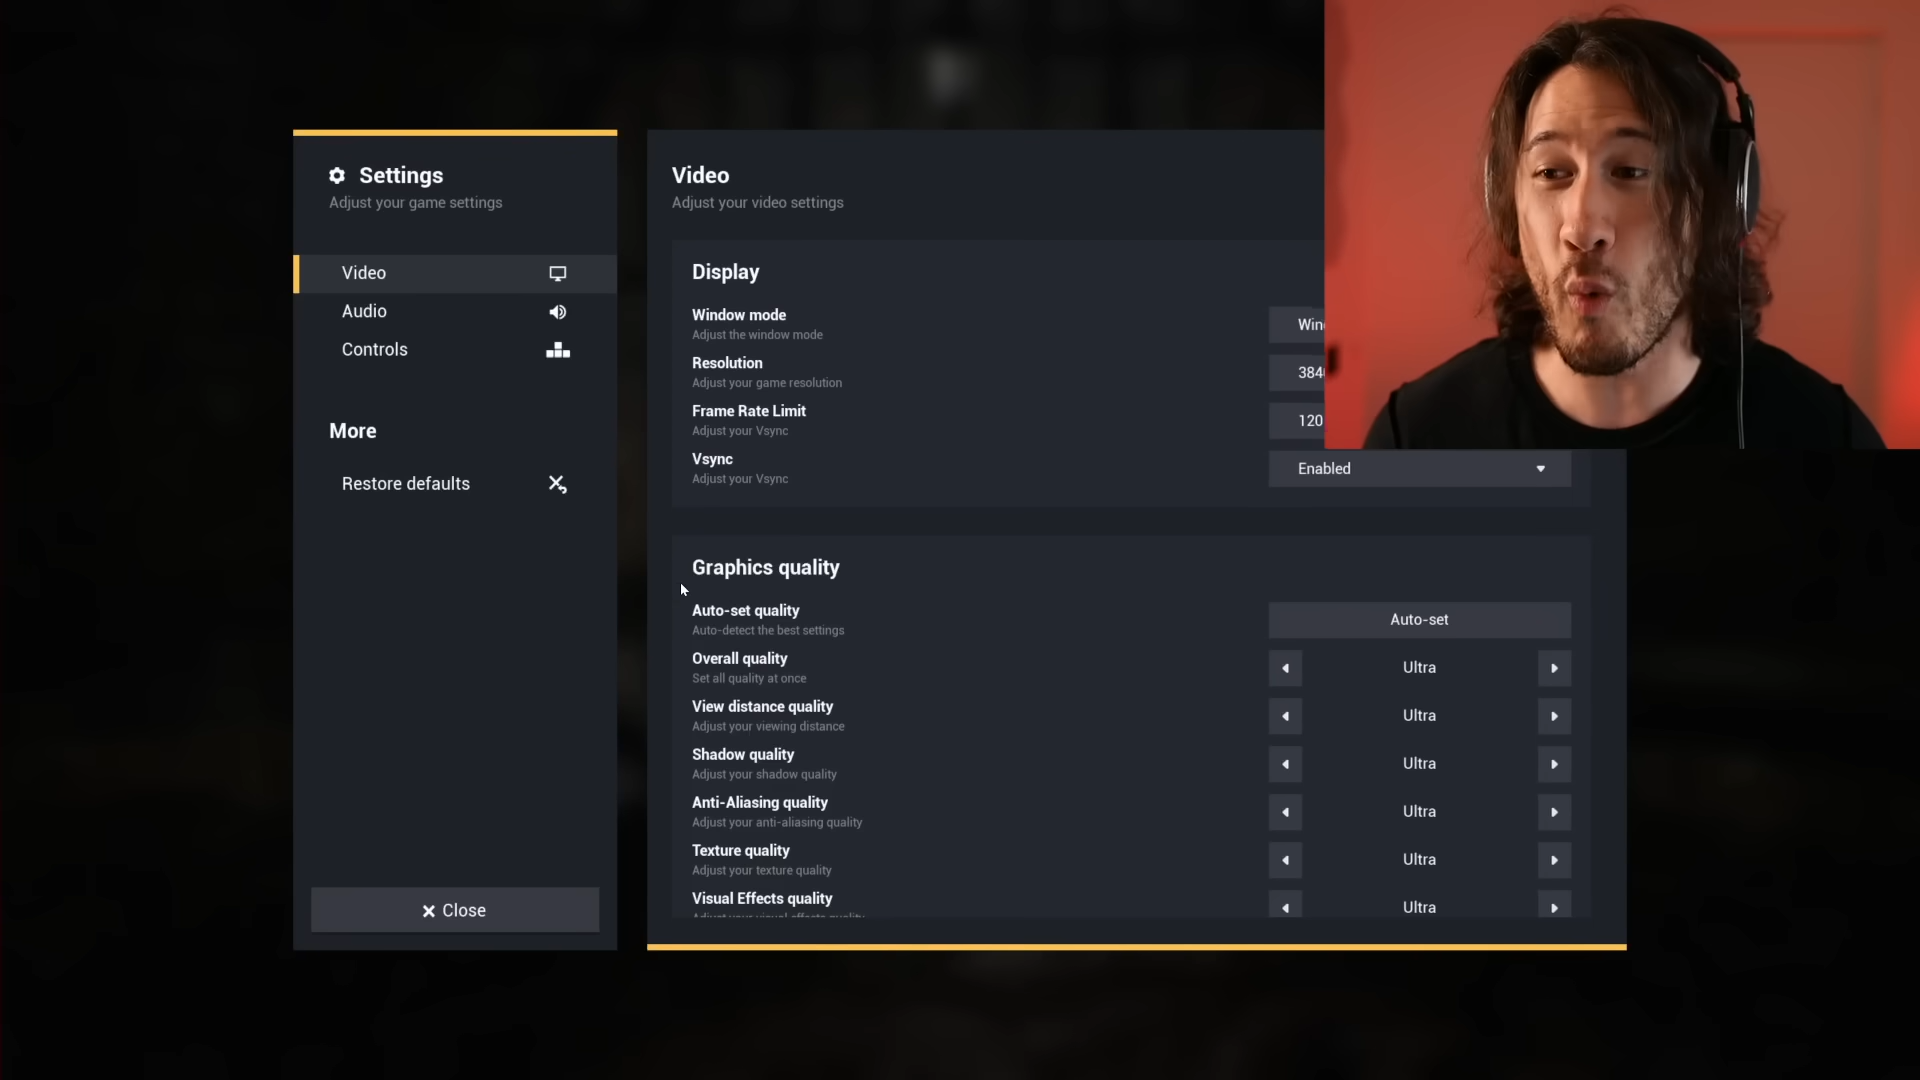 Settings
Adjust your game settings
Video
Audio
Controls
More
Restore defaults
Close
Video
Adjust your video settings
Display
Window mode
Adjust the window mode
Resolution
Adjust your game resolution
384
Frame Rate Limit
Adjust your Vsync
120
Vsync
Adjust your Vsync
Enabled
Graphics quality
Auto-set quality
Auto-detect the best settings
Auto-set
Overall quality
Set all quality at once
Ultra
View distance quality
Adjust your viewing distance
Ultra
Shadow quality
Adjust your shadow quality
Ultra
Anti-Aliasing quality
Adjust your anti-aliasing quality
Ultra
Texture quality
Adjust your texture quality
Ultra
Visual Effects quality
Adjust your visual effects quality
Ultra